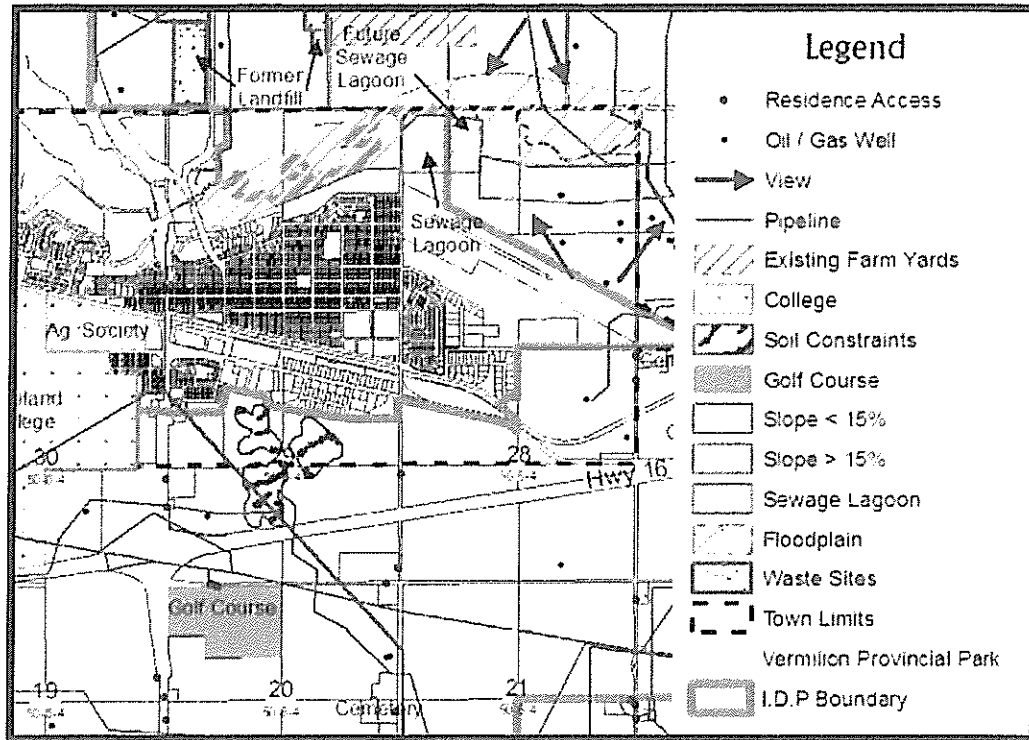 Future
Sewage
Lagoon
Former
Landfill
Sewage
Lagoon
Ag. Society
30
28
Hwy 16
Golf Course
19
20
21
Cemetery
Legend
Residence Access
Oil / Gas Well
View
Pipeline
Existing Farm Yards
College
Soil Constraints
Golf Course
Slope < 15%
Slope > 15%
Sewage Lagoon
Floodplain
Waste Sites
Town Limits
Vermilion Provincial Park
I.D.P Boundary